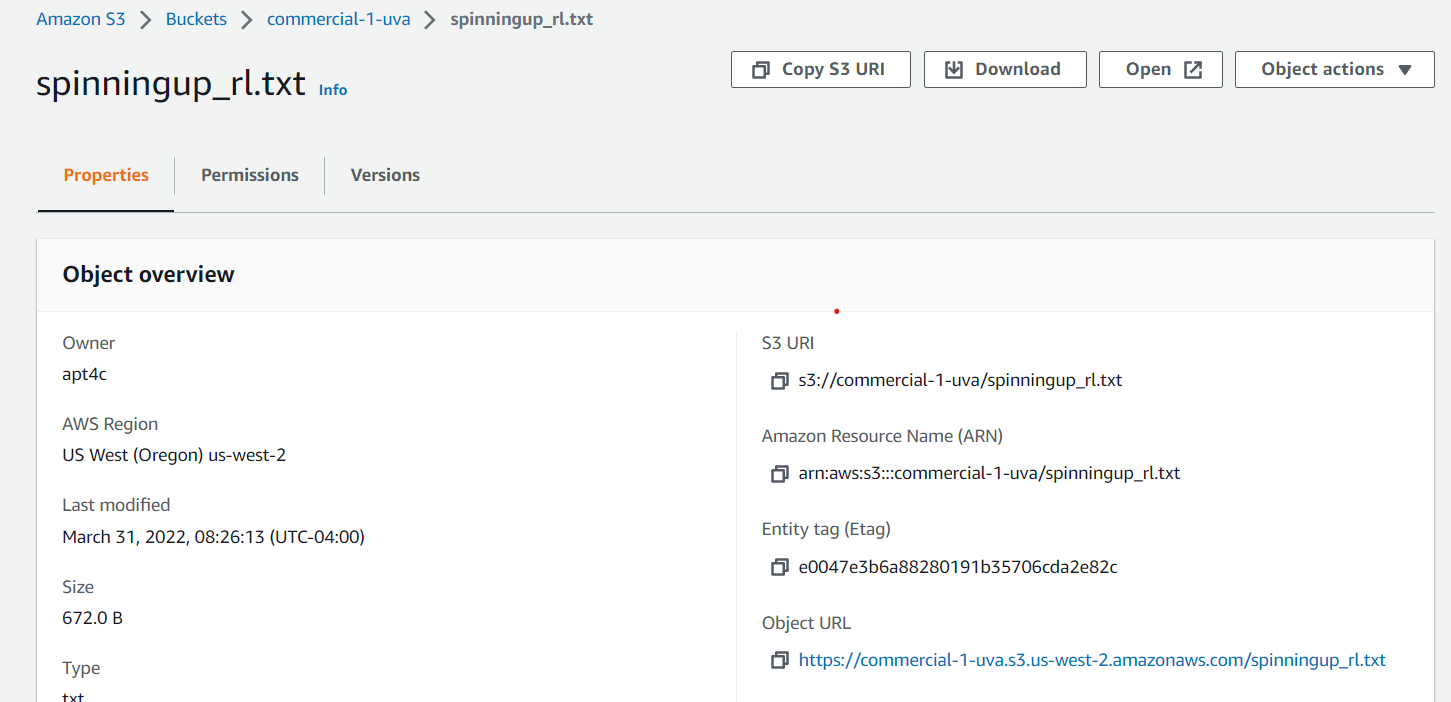 Amazon S3 > Buckets > commercial-1-uva > spinningup_rl.txt
spinningup_rl.txt Info
Copy S3 URI
Download
Open
Object actions
Properties
Permissions
Versions
Object overview
Owner
apt4c
AWS Region
US West (Oregon) us-west-2
Last modified
March 31, 2022, 08:26:13 (UTC-04:00)
Size
672.0 B
Type
txt
S3 URI
s3://commercial-1-uva/spinningup_rl.txt
Amazon Resource Name (ARN)
arn:aws:s3:::commercial-1-uva/spinningup_rl.txt
Entity tag (Etag)
e0047e3b6a88280191b35706cda2e82c
Object URL
https://commercial-1-uva.s3.us-west-2.amazonaws.com/spinningup_rl.txt